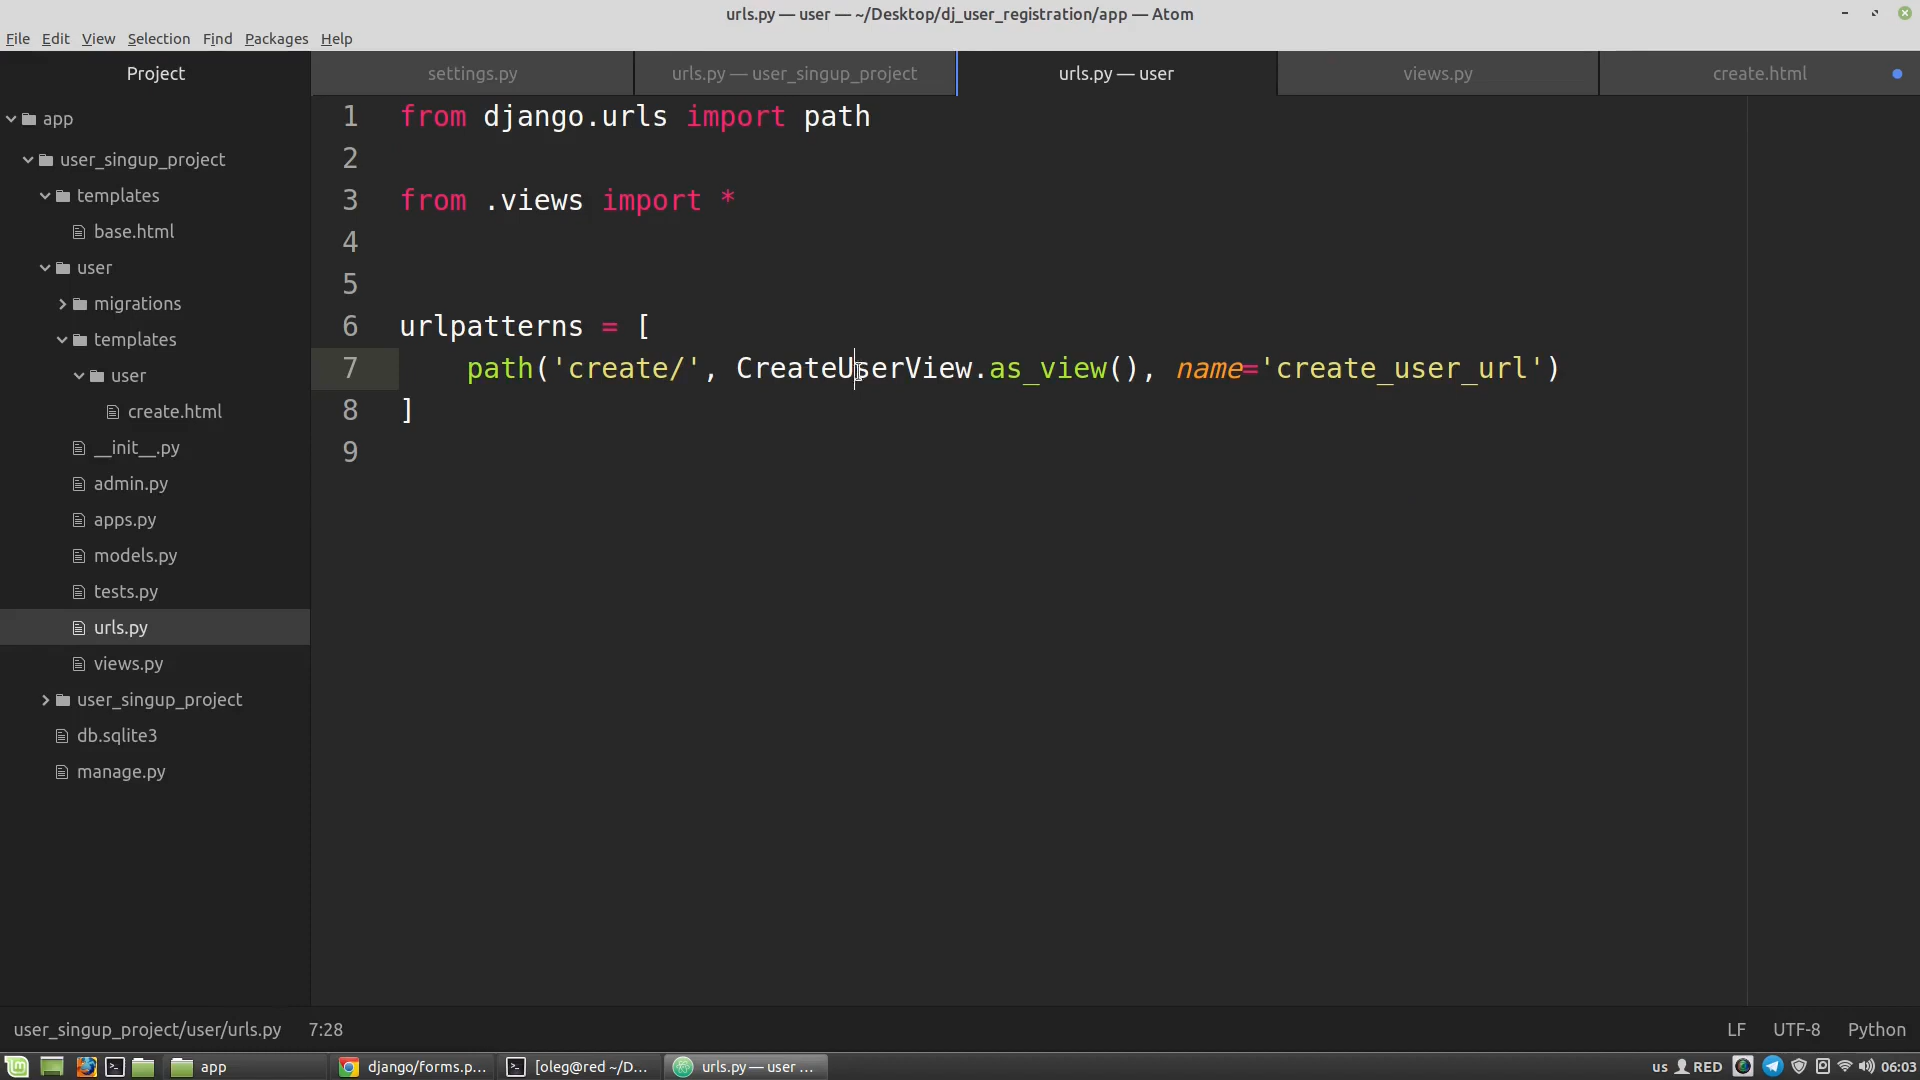 urls.py — user — ~/Desktop/dj_user_registration/app — Atom
File Edit View Selection Find Packages Help
Project
settings.py
urls.py — user_singup_project
urls.py — user
views.py
create.html
app
user_singup_project
templates
base.html
user
migrations
templates
user
create.html
__init__.py
admin.py
apps.py
models.py
tests.py
urls.py
views.py
user_singup_project
db.sqlite3
manage.py
1 from django.urls import path
2
3 from .views import *
4
5
6 urlpatterns = [
7 path('create/', CreateUserView.as_view(), name='create_user_url')
8 ]
9
user_singup_project/user/urls.py 7:28
LF UTF-8 Python
app
django/forms.p...
[oleg@red ~/D...
urls.py — user ...
us RED 06:03